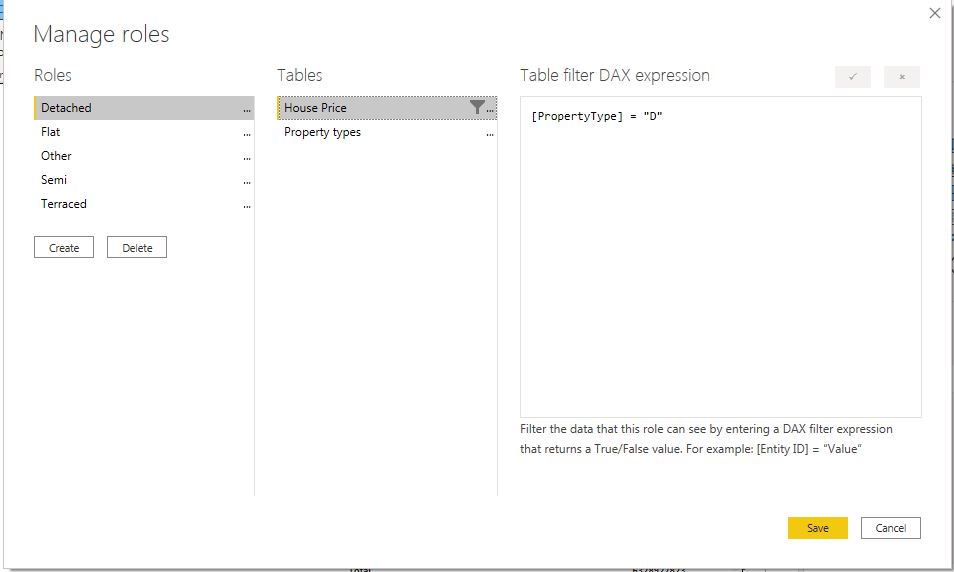 Manage roles
Roles
Tables
Table filter DAX expression
Detached ...
House Price ...
[PropertyType] = "D"
Flat ...
Property types ...
Other ...
Semi ...
Terraced ...
Create
Delete
Filter the data that this role can see by entering a DAX filter expression
that returns a True/False value. For example: [Entity ID] = "Value"
Save
Cancel